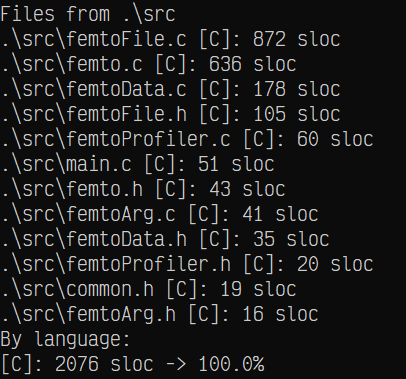 Files from .\src
.\src\femtoFile.c [C]: 872 sloc
.\src\femto.c [C]: 636 sloc
.\src\femtoData.c [C]: 178 sloc
.\src\femtoFile.h [C]: 105 sloc
.\src\femtoProfiler.c [C]: 60 sloc
.\src\main.c [C]: 51 sloc
.\src\femto.h [C]: 43 sloc
.\src\femtoArg.c [C]: 41 sloc
.\src\femtoData.h [C]: 35 sloc
.\src\femtoProfiler.h [C]: 20 sloc
.\src\common.h [C]: 19 sloc
.\src\femtoArg.h [C]: 16 sloc
By language:
[C]: 2076 sloc -> 100.0%